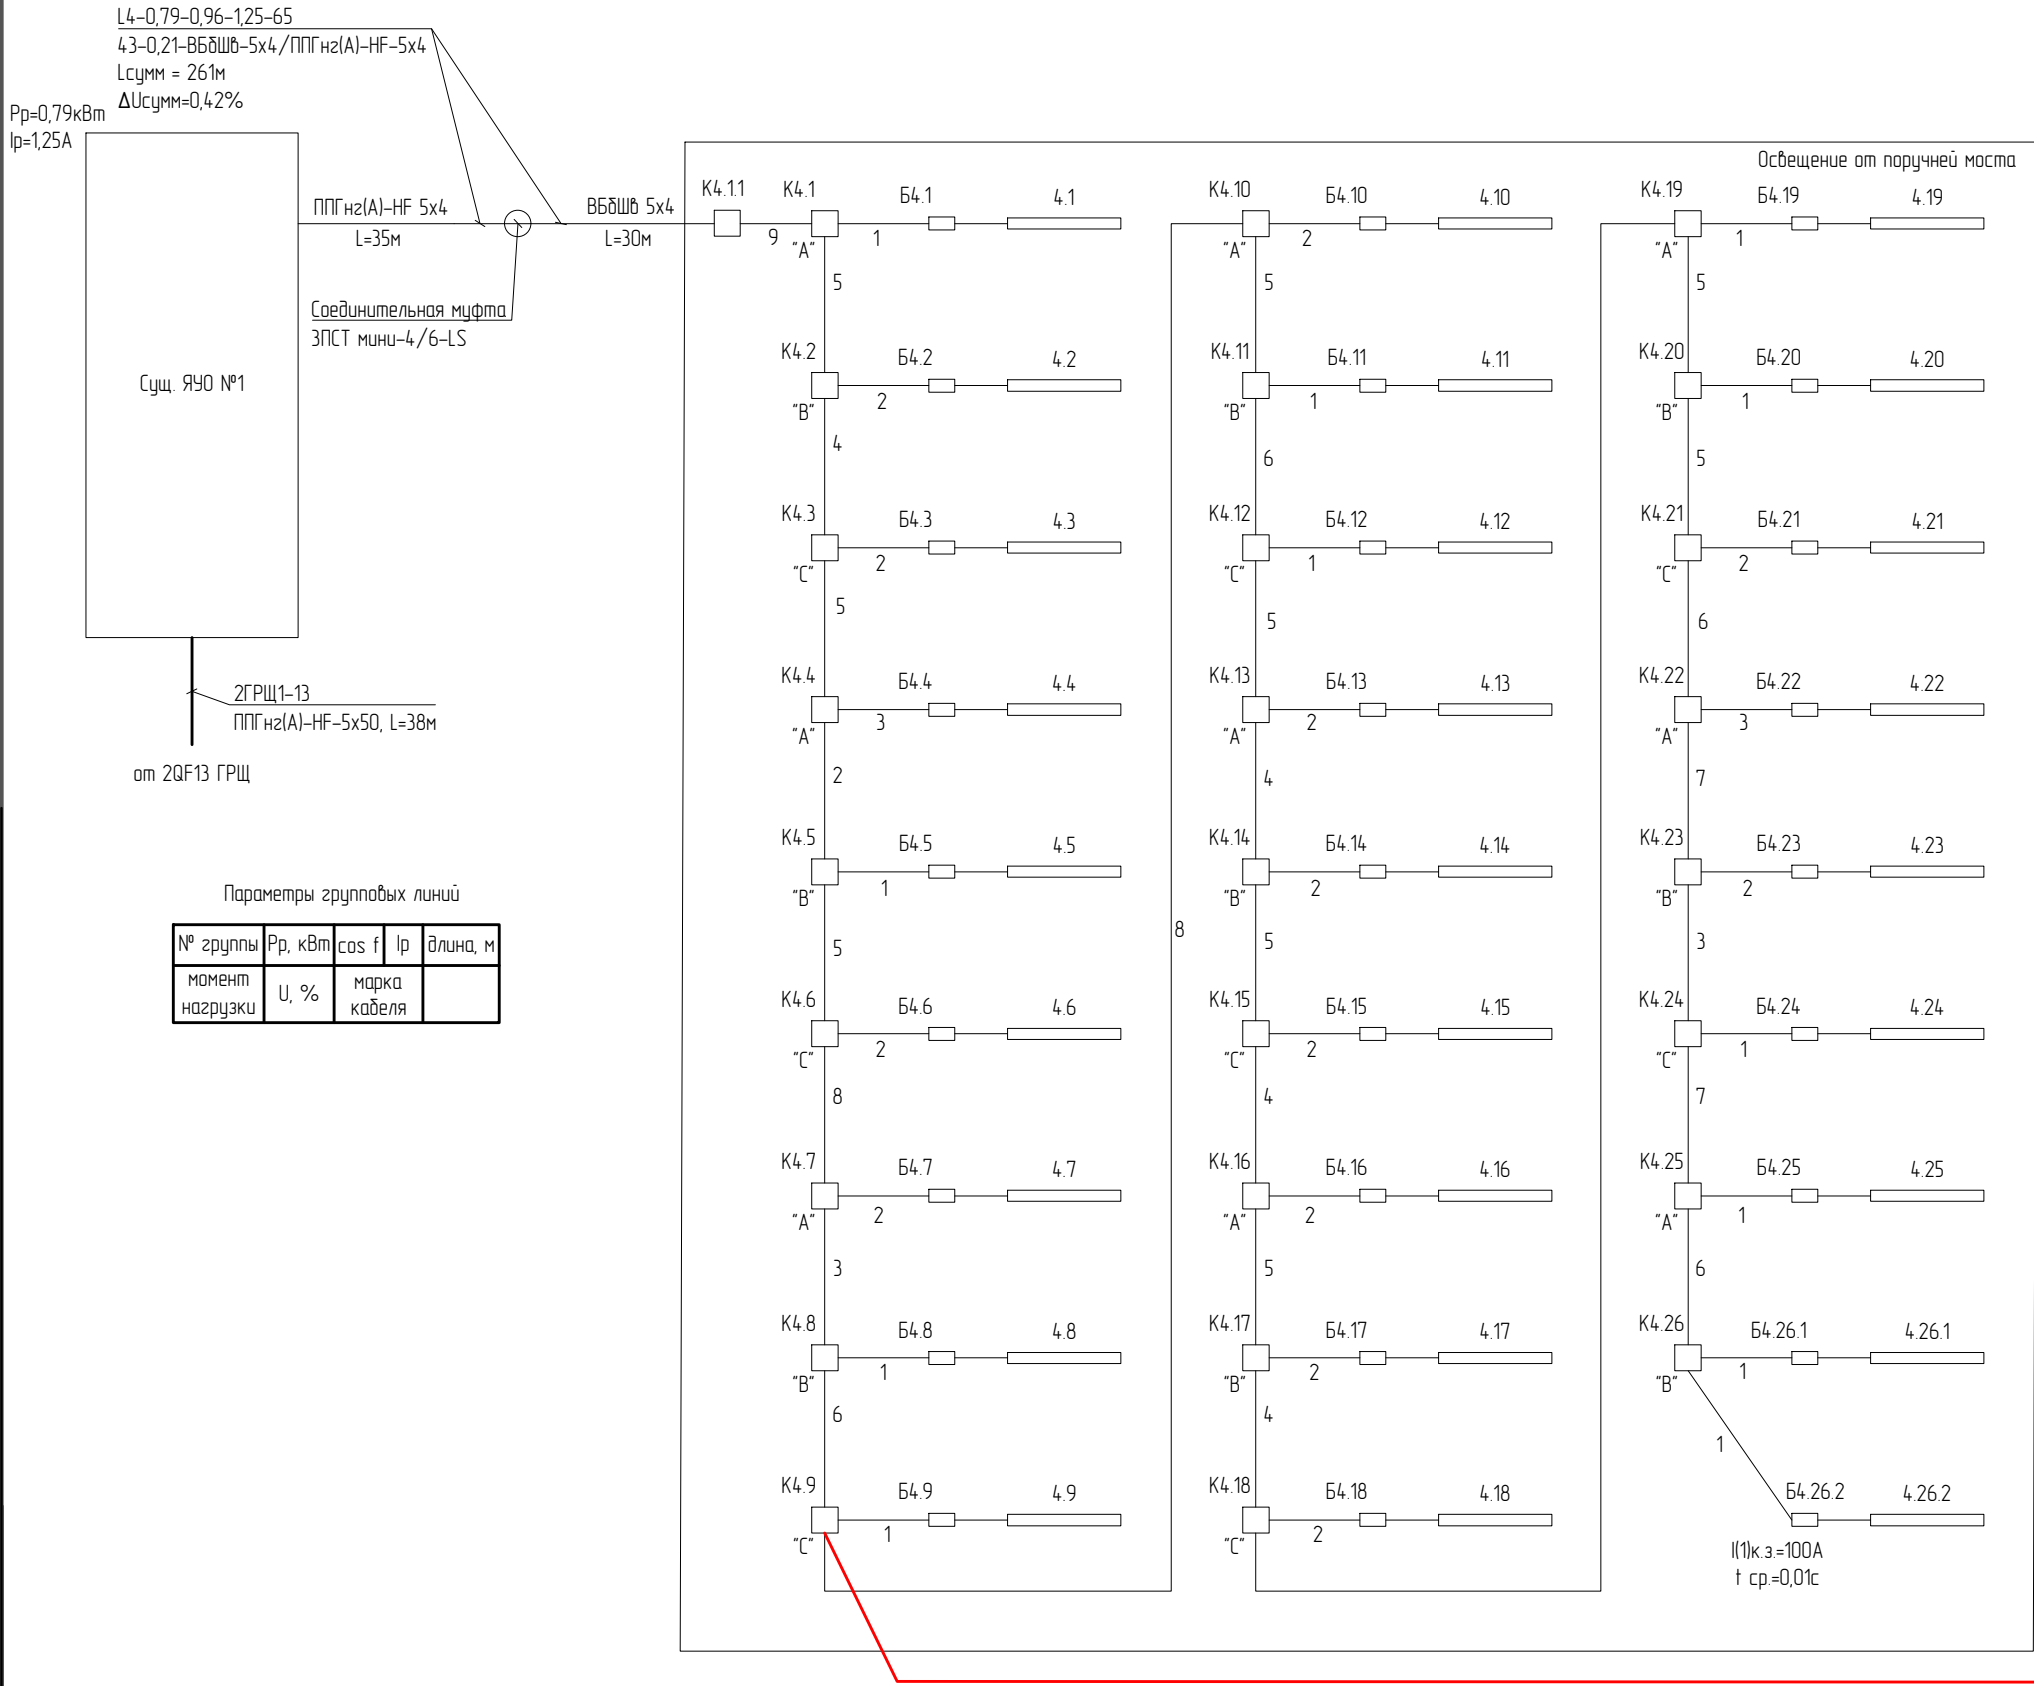 L4-0,79-0,96-1,25-65
43-0,21-ВБбШв-5х4/ППГнг(А)-HF-5х4
Lсумм = 261м
ΔUсумм=0,42%
Рр=0,79кВт
Iр=1,25А
Сущ. ЯУО №1
ППГнг(А)-HF 5х4
L=35м
ВБбШв 5х4
L=30м
Соединительная муфта
3ПСТ мини-4/6-LS
2ГРЩ1-13
ППГнг(А)-HF-5х50, L=38м
от 2QF13 ГРЩ
Параметры групповых линий
№ группы Рр, кВт cos f Iр длина, м
момент нагрузки U, % марка кабеля
Освещение от поручней моста
К4.1.1 9
К4.1 "А" 1 Б4.1 4.1
5
К4.2 "В" 2 Б4.2 4.2
4
К4.3 "С" 2 Б4.3 4.3
5
К4.4 "А" 3 Б4.4 4.4
2
К4.5 "В" 1 Б4.5 4.5
5
К4.6 "С" 2 Б4.6 4.6
8
К4.7 "А" 2 Б4.7 4.7
3
К4.8 "В" 1 Б4.8 4.8
6
К4.9 "С" 1 Б4.9 4.9
8
К4.10 "А" 2 Б4.10 4.10
5
К4.11 "В" 1 Б4.11 4.11
6
К4.12 "С" 1 Б4.12 4.12
5
К4.13 "А" 2 Б4.13 4.13
4
К4.14 "В" 2 Б4.14 4.14
5
К4.15 "С" 2 Б4.15 4.15
4
К4.16 "А" 2 Б4.16 4.16
5
К4.17 "В" 2 Б4.17 4.17
4
К4.18 "С" 2 Б4.18 4.18
К4.19 "А" 1 Б4.19 4.19
5
К4.20 "В" 1 Б4.20 4.20
5
К4.21 "С" 2 Б4.21 4.21
6
К4.22 "А" 3 Б4.22 4.22
7
К4.23 "В" 2 Б4.23 4.23
3
К4.24 "С" 1 Б4.24 4.24
7
К4.25 "А" 1 Б4.25 4.25
6
К4.26 "В" 1 Б4.26.1 4.26.1
1 Б4.26.2 4.26.2
I(1)к.з.=100А
t ср.=0,01с